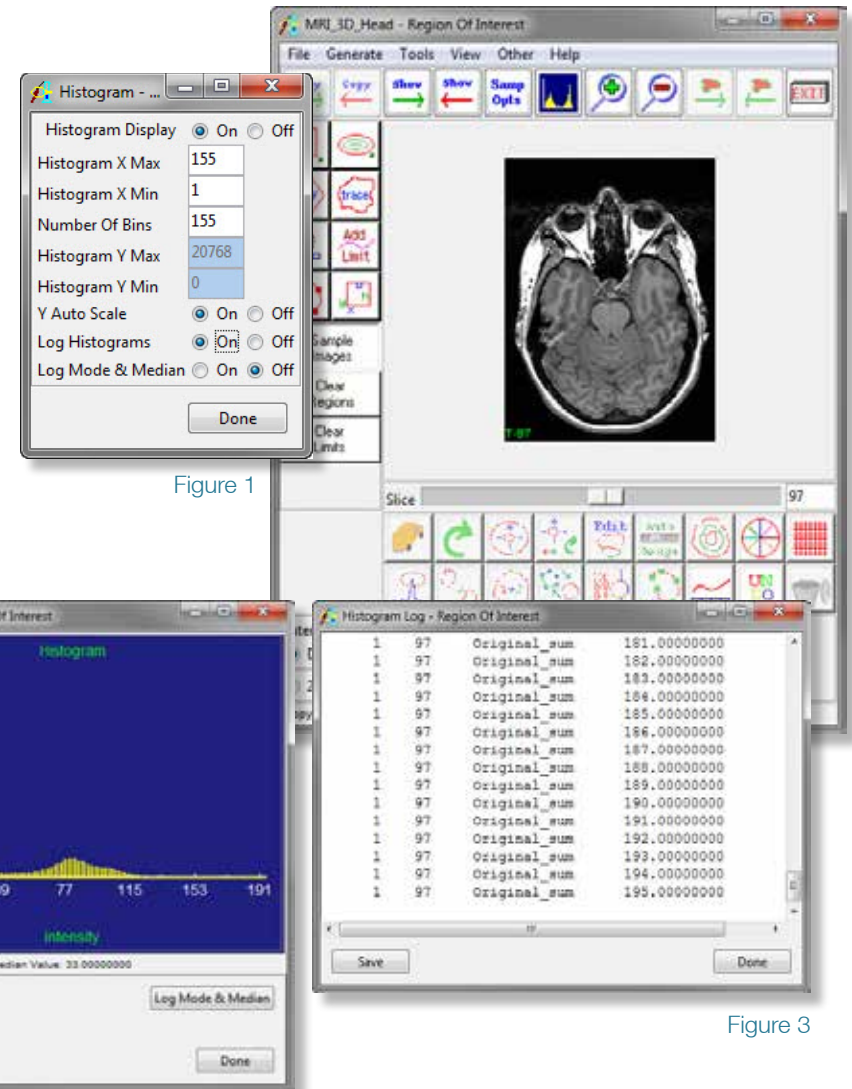 MRI_3D_Head - Region Of Interest
File Generate Tools View Other Help
Copy Show Show Samp Opts EXIT
trace
Add
Limit
Sample
Images
Clear
Regions
Clear
Limits
T-97
Slice 97
Edit
Histogram - ...
Histogram Display On Off
Histogram X Max 155
Histogram X Min 1
Number Of Bins 155
Histogram Y Max 20768
Histogram Y Min 0
Y Auto Scale On Off
Log Histograms On Off
Log Mode & Median On Off
Done
Figure 1
Of Interest
Histogram
77 115 153 191
intensity
Median Value: 33.00000000
Log Mode & Median
Done
Histogram Log - Region Of Interest
1 97 Original_sum 181.00000000
1 97 Original_sum 182.00000000
1 97 Original_sum 183.00000000
1 97 Original_sum 184.00000000
1 97 Original_sum 185.00000000
1 97 Original_sum 186.00000000
1 97 Original_sum 187.00000000
1 97 Original_sum 188.00000000
1 97 Original_sum 189.00000000
1 97 Original_sum 190.00000000
1 97 Original_sum 191.00000000
1 97 Original_sum 192.00000000
1 97 Original_sum 193.00000000
1 97 Original_sum 194.00000000
1 97 Original_sum 195.00000000
Save Done
Figure 3